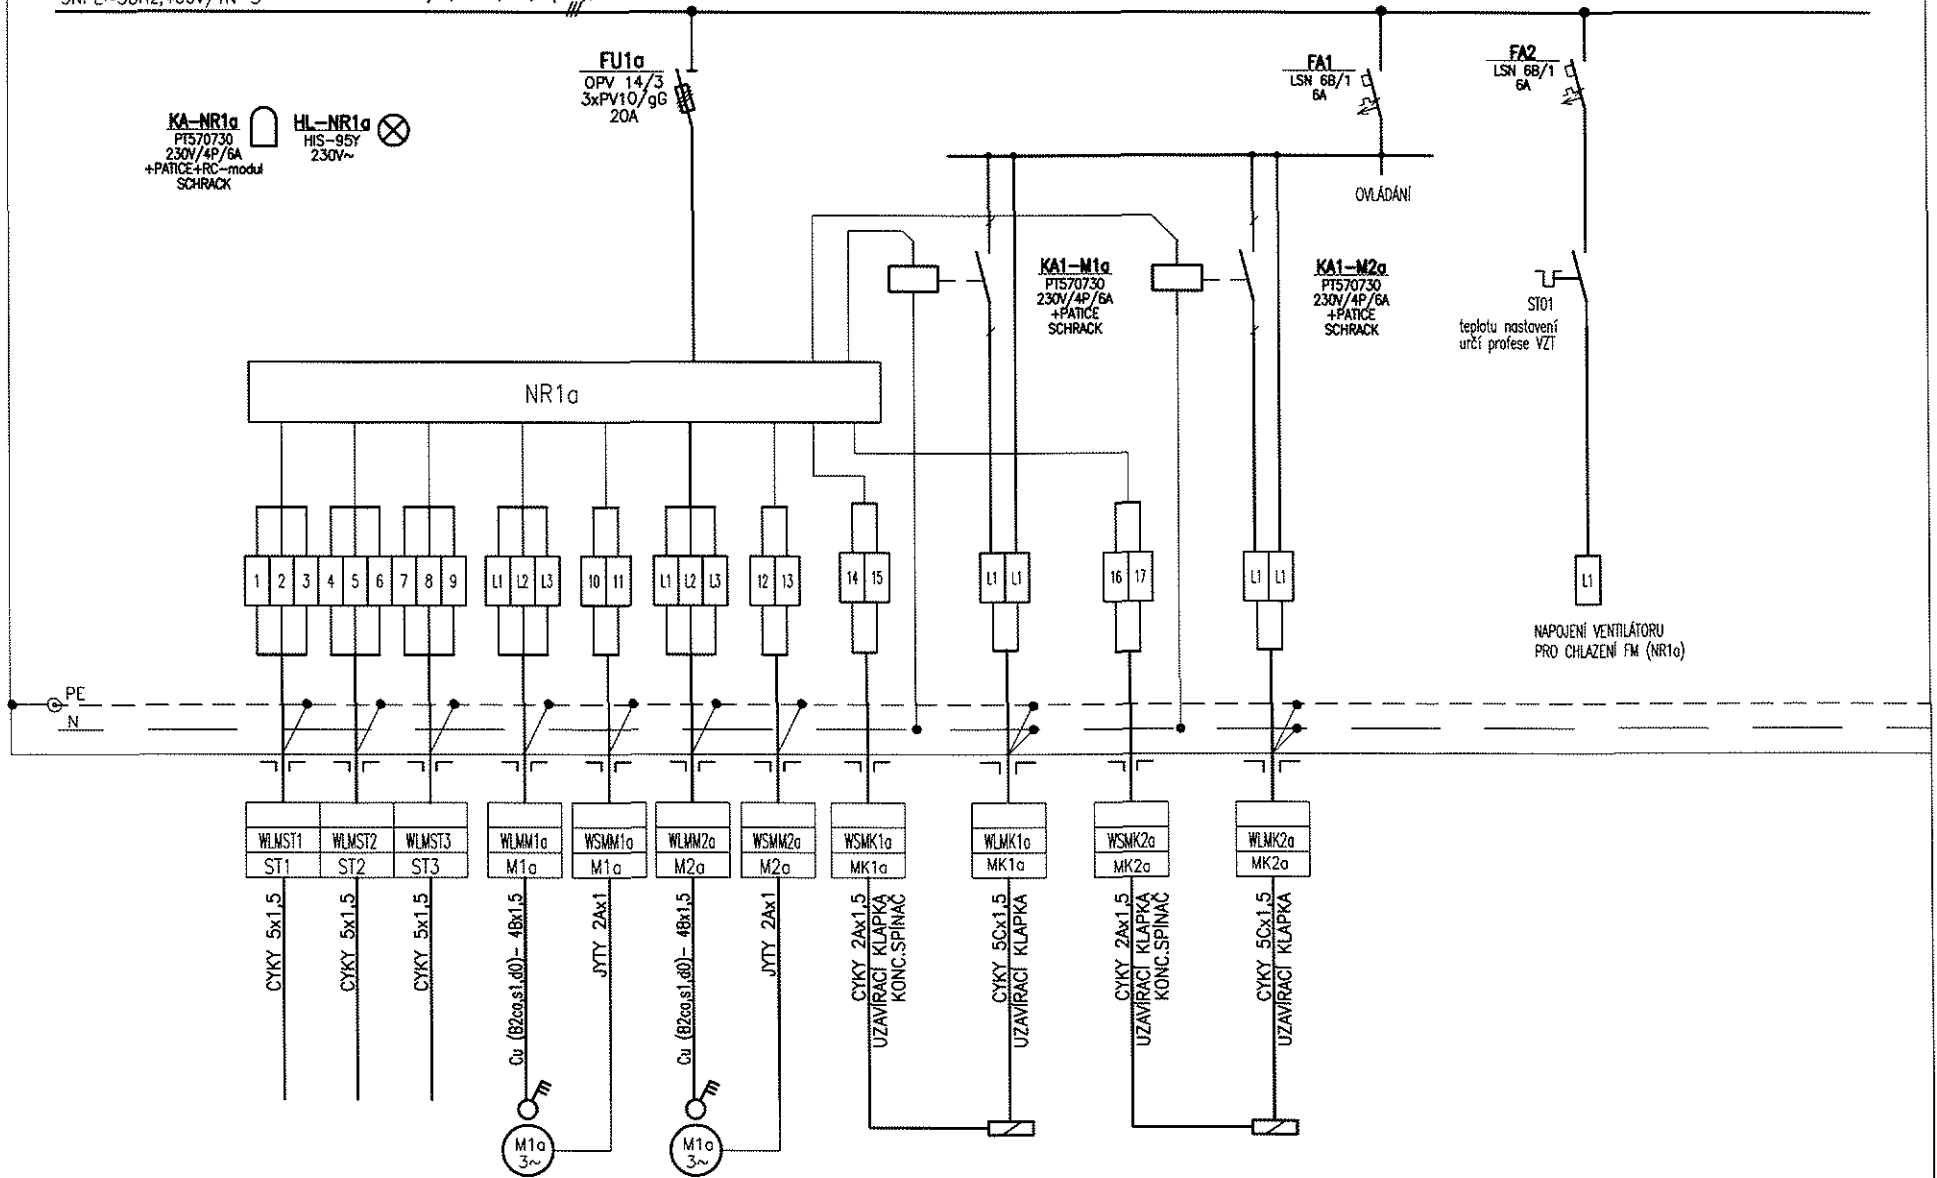 FU1a
OPV 14/3
3xPV10/gG
20A
FA1
LSN 6B/1
6A
FA2
LSN 6B/1
6A
KA-NR1a
PT570730
230V/4P/6A
+PATICE+RC-modul
SCHRACK
HL-NR1a
HIS-95Y
230V~
OVLÁDÁNÍ
KA1-M1a
PT570730
230V/4P/6A
+PATICE
SCHRACK
KA1-M2a
PT570730
230V/4P/6A
+PATICE
SCHRACK
ST01
teplotu nastavení
určí profese VZT
NR1a
1 2 3 4 5 6 7 8 9 L1 L2 L3 10 11 L1 L2 L3 12 13 14 15 L1 L1 16 17 L1 L1 L1
NAPOJENÍ VENTILÁTORU
PRO CHLAZENÍ FM (NR1a)
PE
N
WLMST1 WLMST2 WLMST3 WLMM1a WSMM1a WLMM2a WSMM2a WSMK1a WLMK1a WSMK2a WLMK2a
ST1 ST2 ST3 M1a M1a M2a M2a MK1a MK1a MK2a MK2a
CYKY 5x1,5
CYKY 5x1,5
CYKY 5x1,5
Cu (B2ca,s1,d0)- 4Bx1,5
JYTY 2Ax1
Cu (B2ca,s1,d0)- 4Bx1,5
JYTY 2Ax1
CYKY 2Ax1,5
UZAVÍRACÍ KLAPKA
KONC.SPÍNAČ
CYKY 5Cx1,5
UZAVÍRACÍ KLAPKA
CYKY 2Ax1,5
UZAVÍRACÍ KLAPKA
KONC.SPÍNAČ
CYKY 5Cx1,5
UZAVÍRACÍ KLAPKA
M1a
3~
M1a
3~